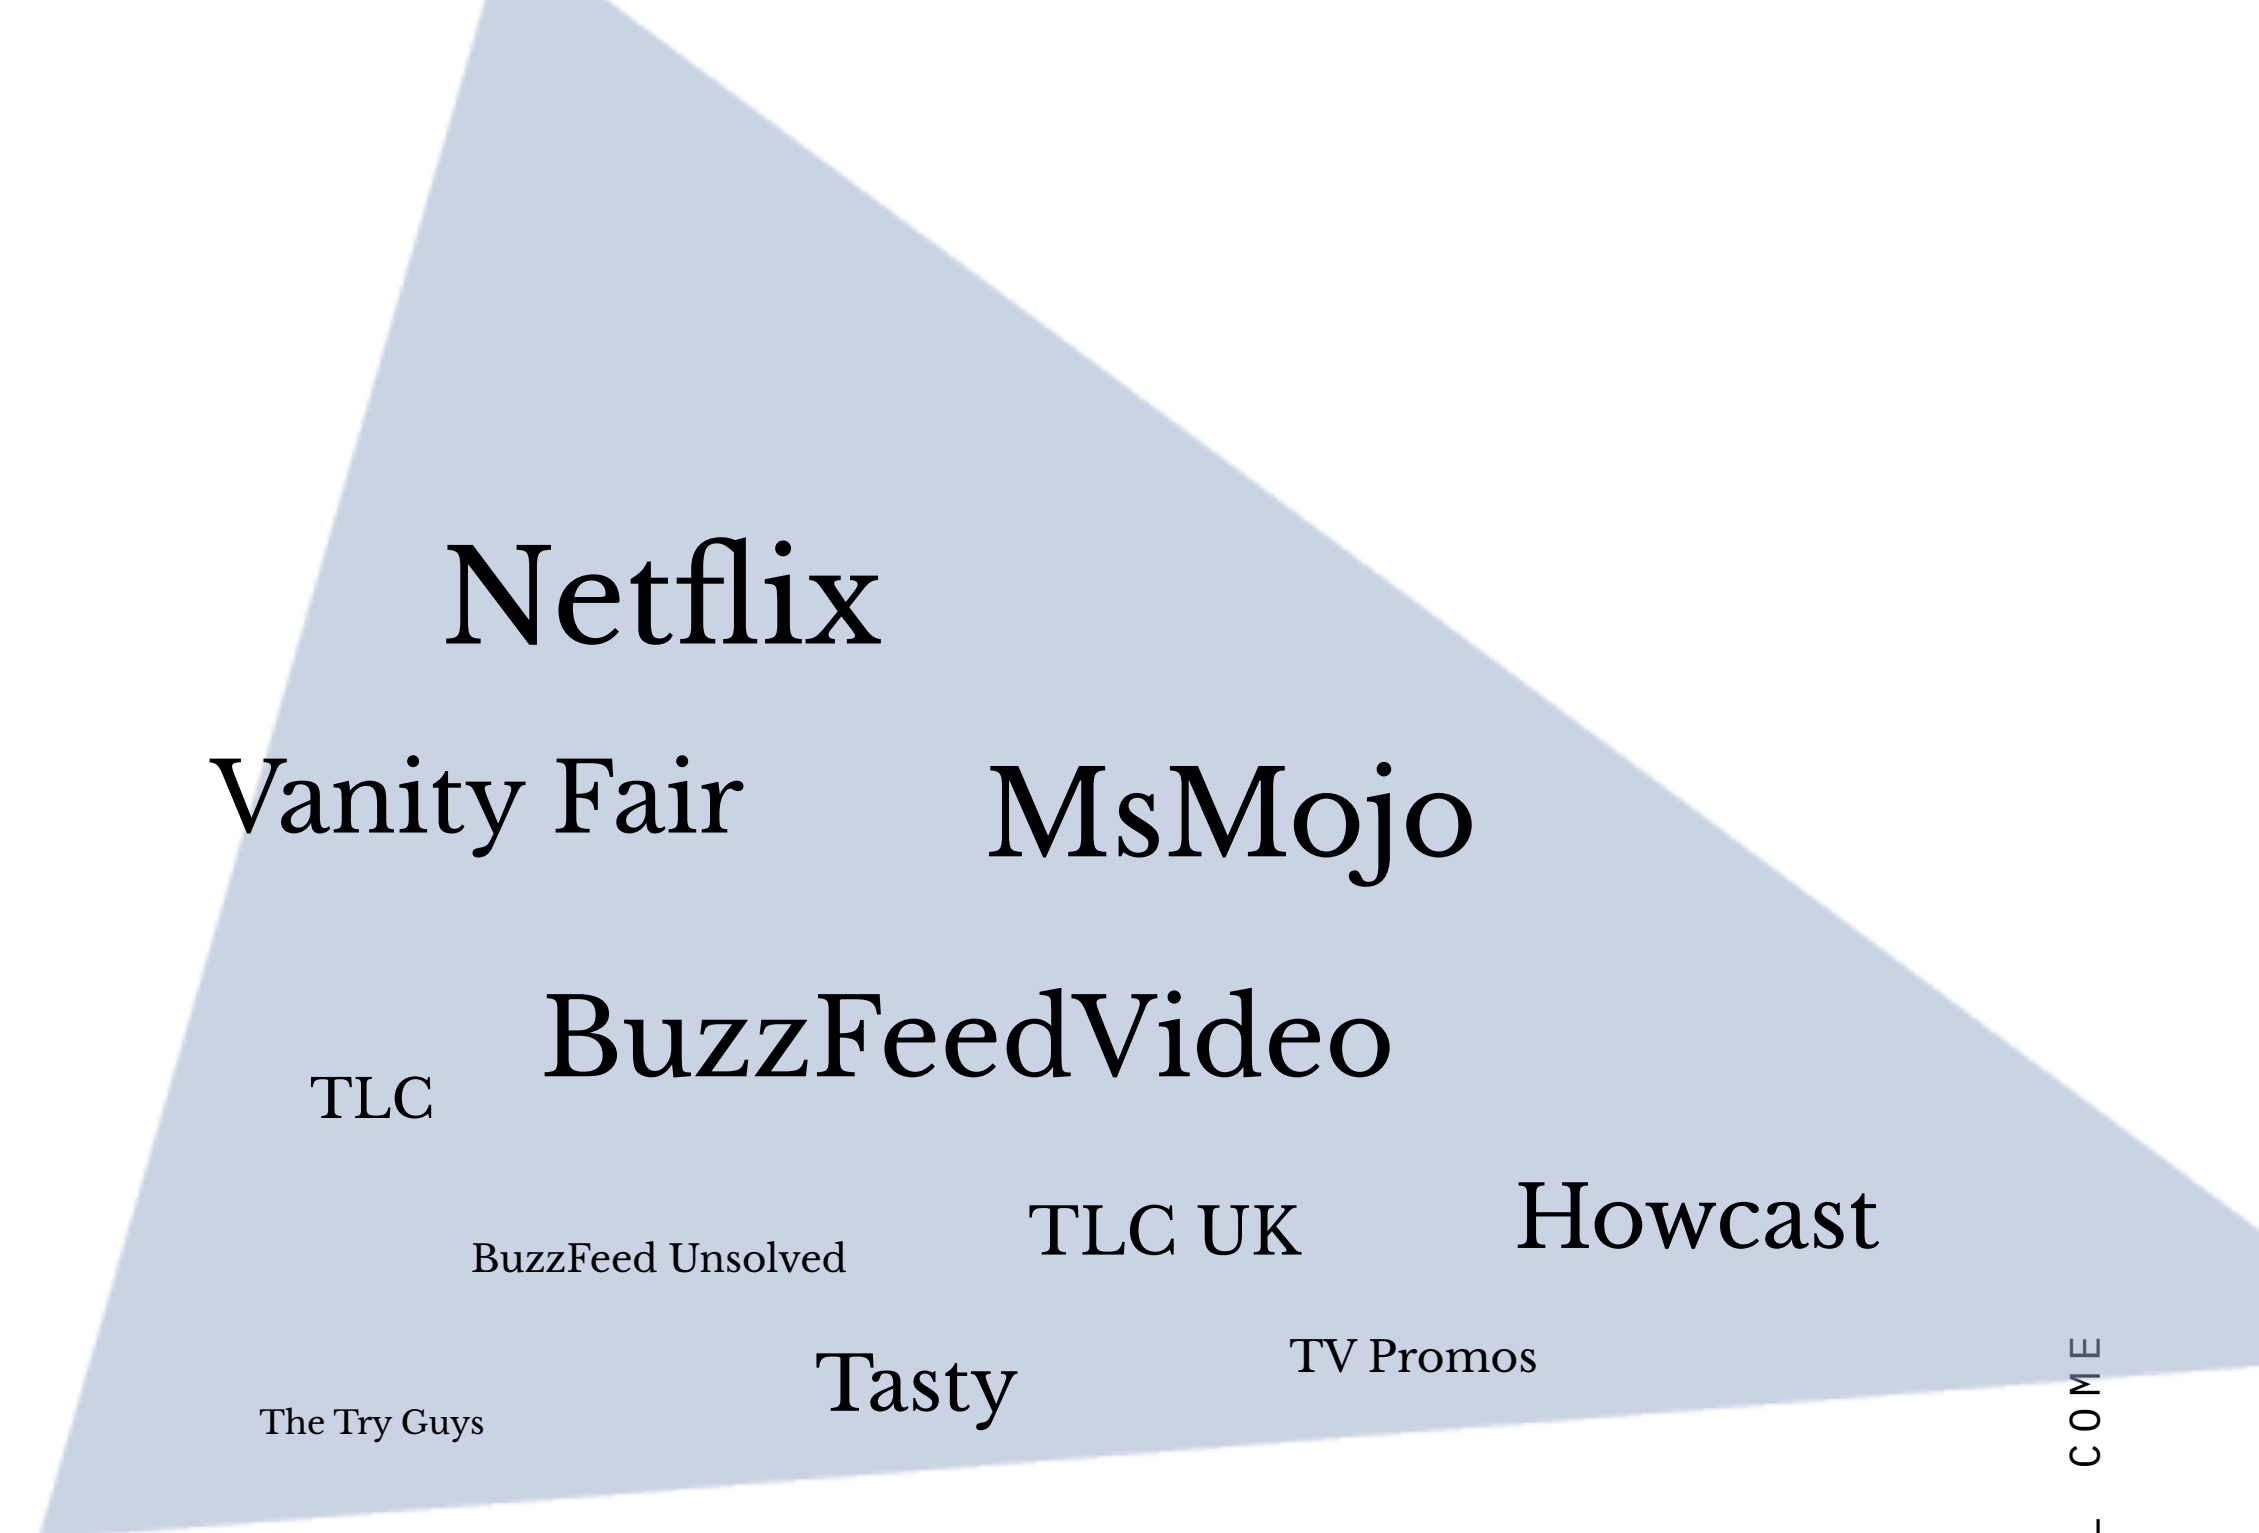 Netflix
Vanity Fair
MsMojo
BuzzFeedVideo
TLC
Howcast
TLC UK
BuzzFeed Unsolved
TV Promos
Tasty
The Try Guys
COME